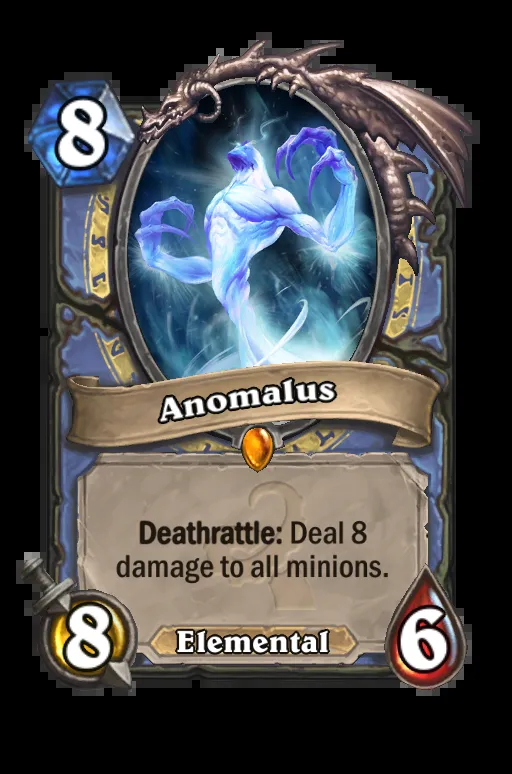 8
Anomalus
Deathrattle: Deal 8
damage to all minions.
8
Elemental
6